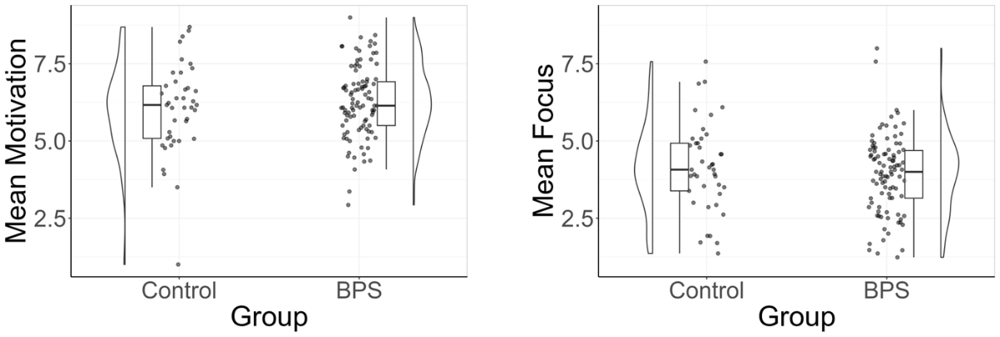 Mean Motivation
7.5
5.0
2.5
Control
BPS
Group
Mean Focus
7.5
5.0
2.5
Control
BPS
Group